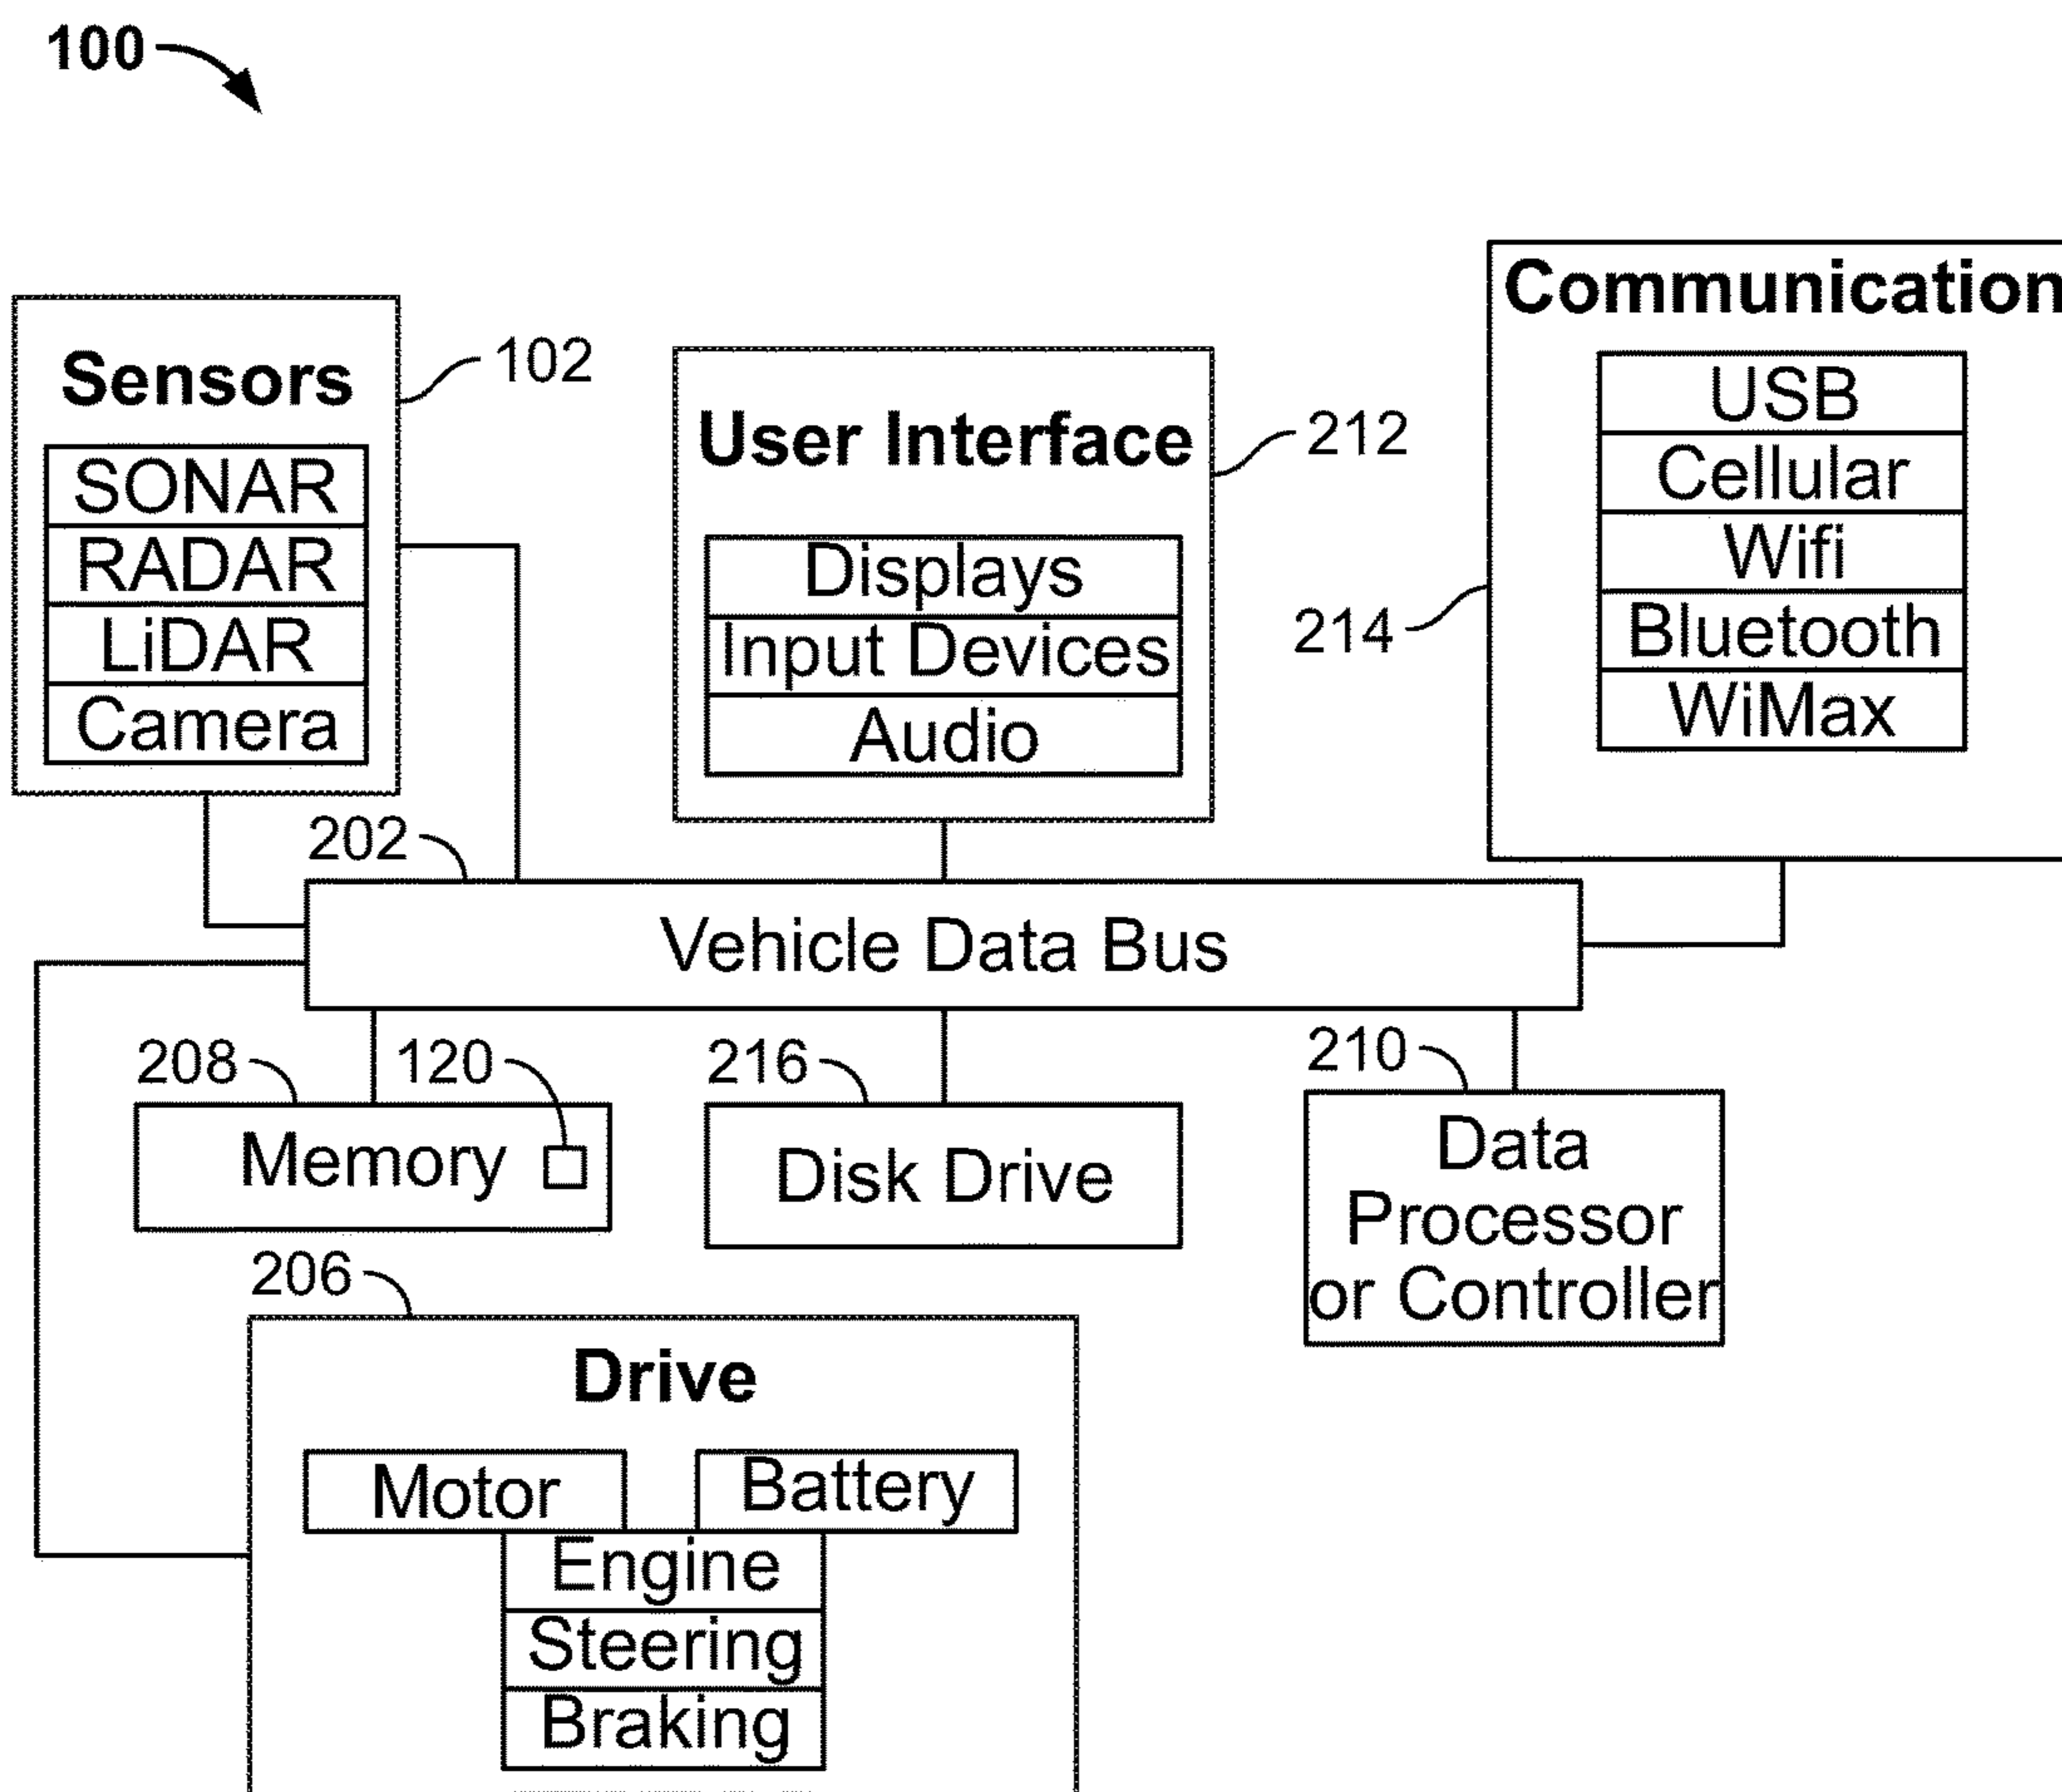 100
Sensors
102
SONAR
RADAR
LiDAR
Camera
User Interface
212
Displays
Input Devices
Audio
Communication
214
USB
Cellular
Wifi
Bluetooth
WiMax
202
Vehicle Data Bus
208
120
Memory
216
Disk Drive
210
Data
Processor
or Controller
206
Drive
Motor
Battery
Engine
Steering
Braking